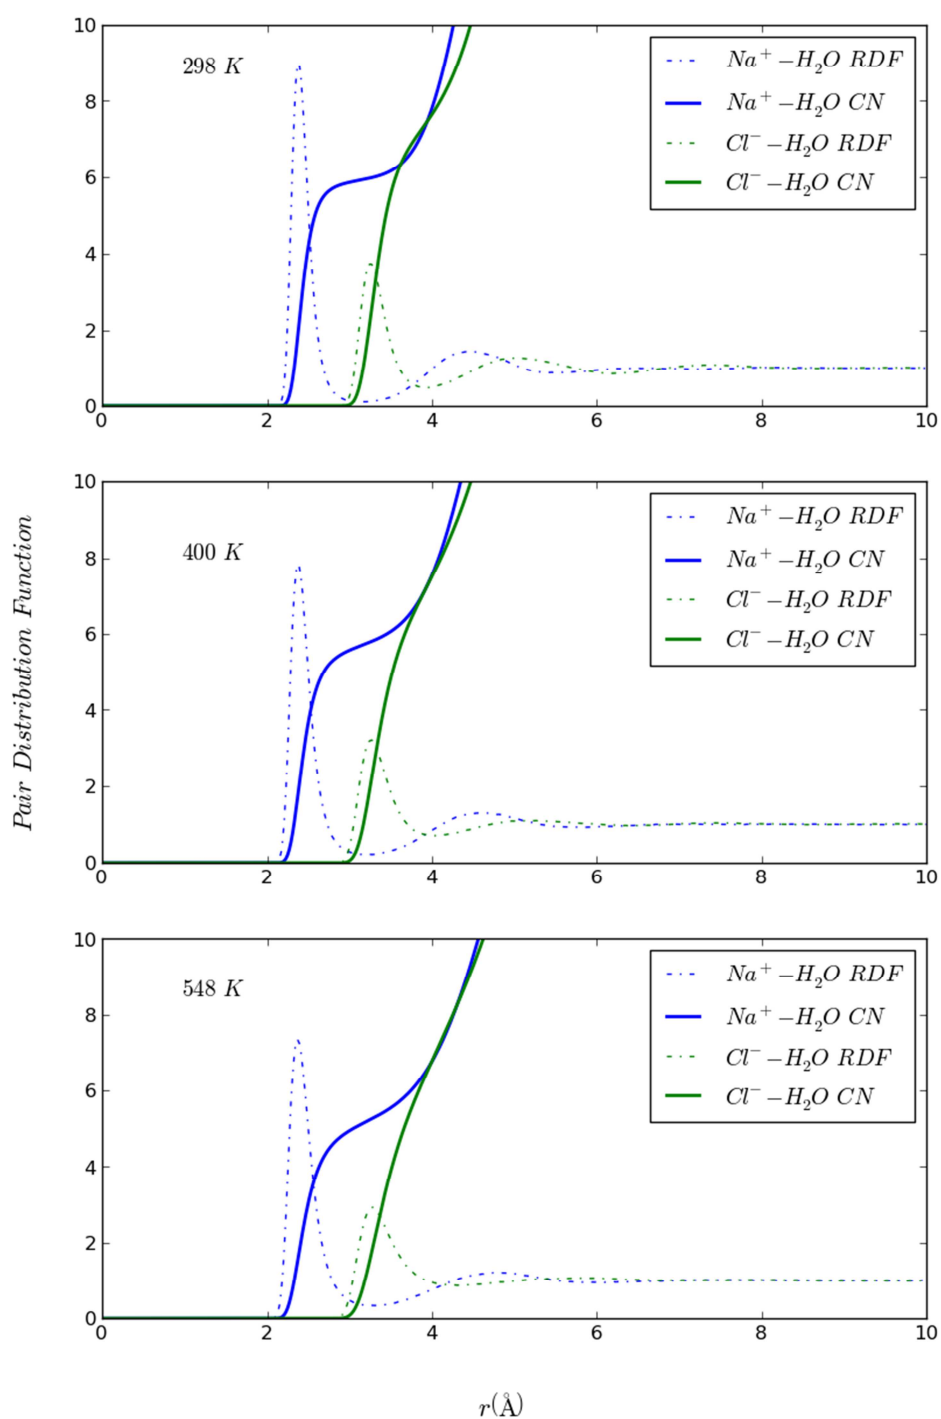 10
298 K
Na⁺−H₂O RDF
Na⁺−H₂O CN
Cl⁻−H₂O RDF
Cl⁻−H₂O CN
8
6
4
2
0
0 2 4 6 8 10
Pair Distribution Function
10
400 K
Na⁺−H₂O RDF
Na⁺−H₂O CN
Cl⁻−H₂O RDF
Cl⁻−H₂O CN
8
6
4
2
0
0 2 4 6 8 10
10
548 K
Na⁺−H₂O RDF
Na⁺−H₂O CN
Cl⁻−H₂O RDF
Cl⁻−H₂O CN
8
6
4
2
0
0 2 4 6 8 10
r(Å)